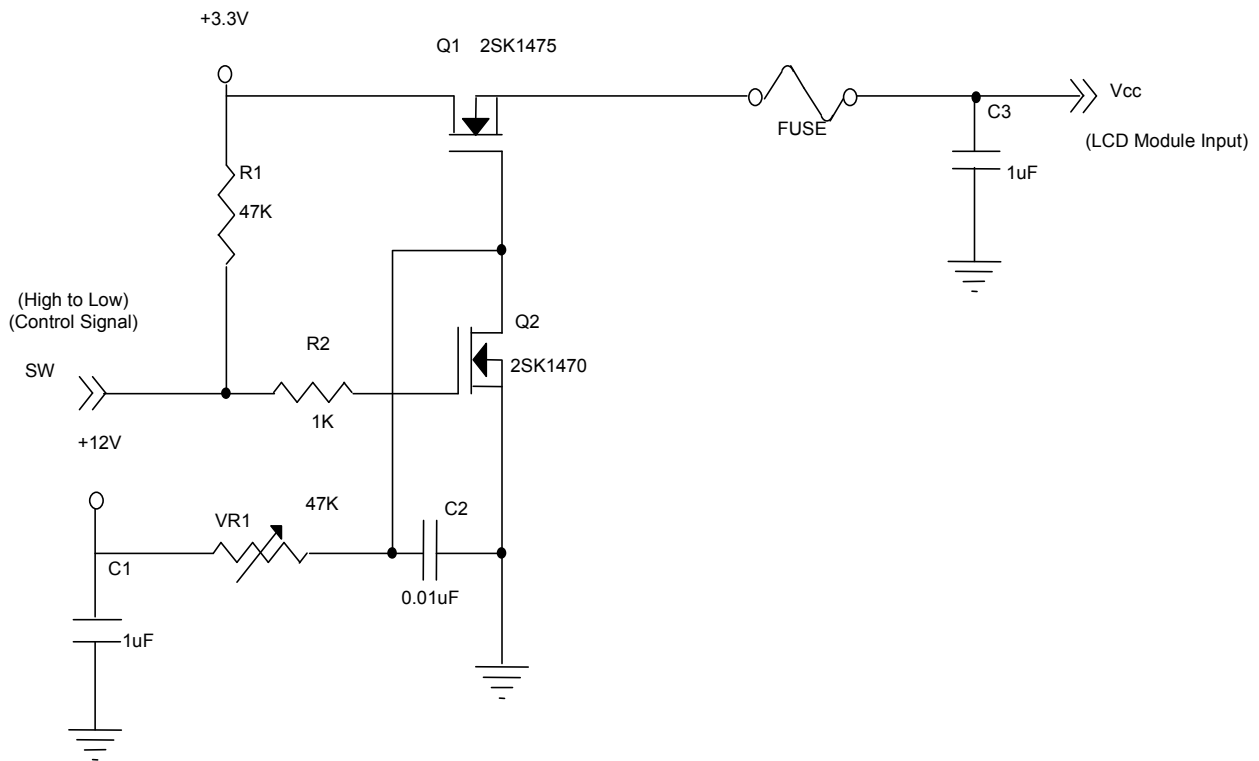 +3.3V
Q1 2SK1475
FUSE
C3
Vcc
(LCD Module Input)
1uF
R1
47K
(High to Low)
(Control Signal)
SW
R2
1K
Q2
2SK1470
+12V
47K
VR1
C2
C1
0.01uF
1uF